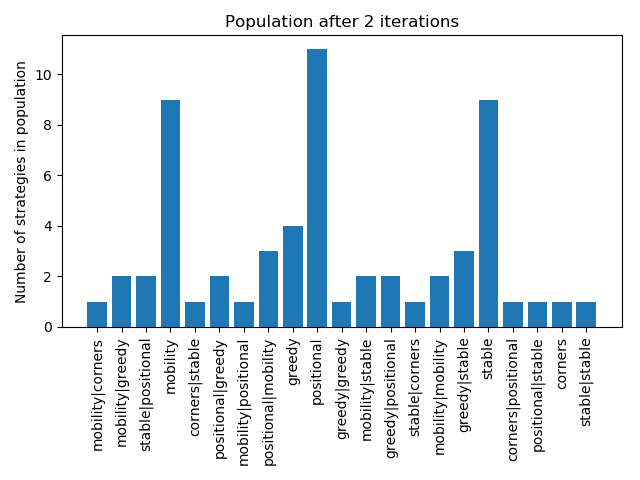 Population after 2 iterations
Number of strategies in population
10
8
6
4
2
0
mobility|corners
mobility|greedy
stable|positional
mobility
corners|stable
positional|greedy
mobility|positional
positional|mobility
greedy
positional
greedy|greedy
mobility|stable
greedy|positional
stable|corners
mobility|mobility
greedy|stable
stable
corners|positional
positional|stable
corners
stable|stable